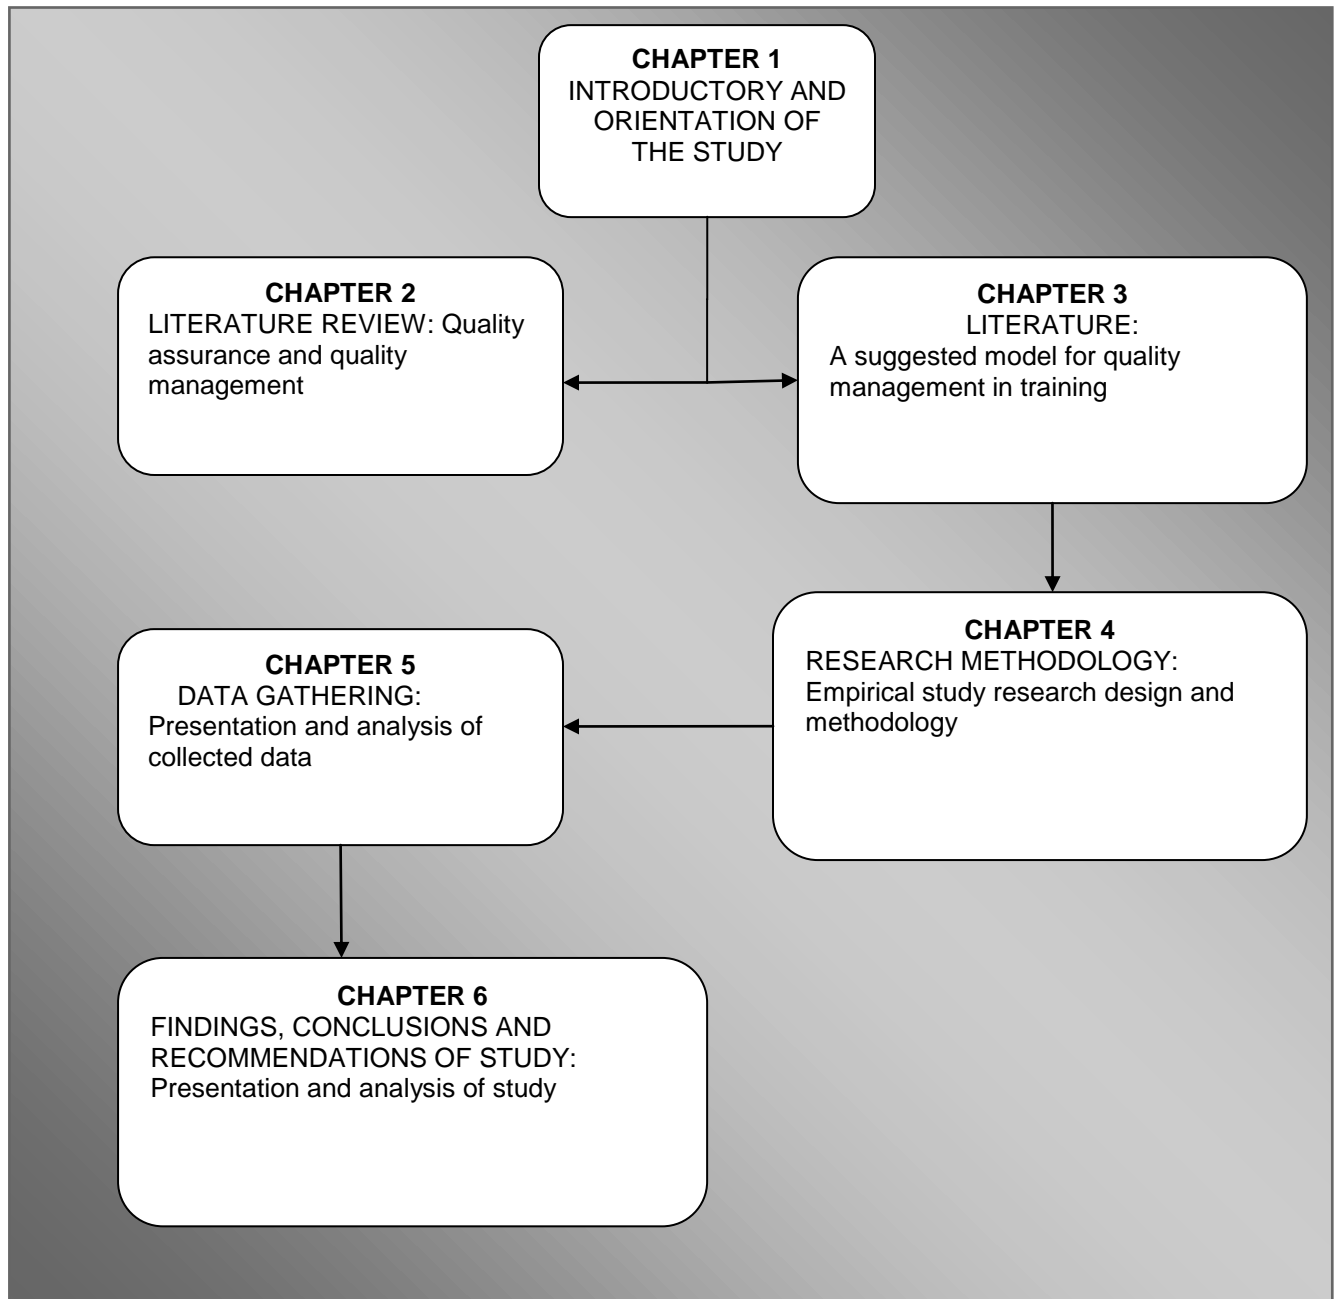 CHAPTER 1
INTRODUCTORY AND
ORIENTATION OF
THE STUDY
CHAPTER 2
LITERATURE REVIEW: Quality
assurance and quality
management
CHAPTER 3
LITERATURE:
A suggested model for quality
management in training
CHAPTER 4
RESEARCH METHODOLOGY:
Empirical study research design and
methodology
CHAPTER 5
DATA GATHERING:
Presentation and analysis of
collected data
CHAPTER 6
FINDINGS, CONCLUSIONS AND
RECOMMENDATIONS OF STUDY:
Presentation and analysis of study